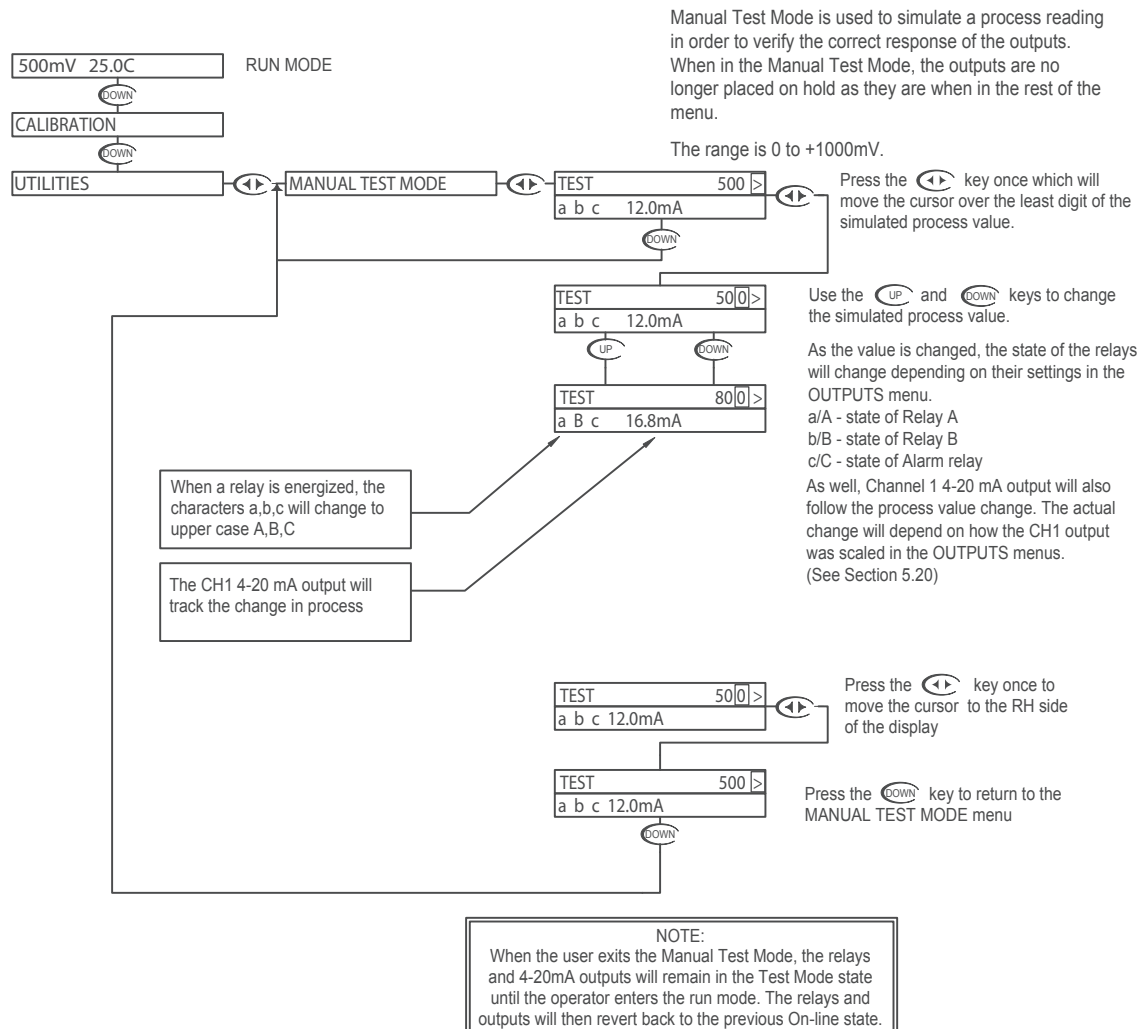 Manual Test Mode is used to simulate a process reading
in order to verify the correct response of the outputs.
When in the Manual Test Mode, the outputs are no
longer placed on hold as they are when in the rest of the
menu.
The range is 0 to +1000mV.
500mV 25.0C
RUN MODE
DOWN
CALIBRATION
DOWN
UTILITIES
MANUAL TEST MODE
TEST 500 >
a b c 12.0mA
DOWN
Press the key once which will
move the cursor over the least digit of the
simulated process value.
TEST 500>
a b c 12.0mA
UP
DOWN
Use the UP and DOWN keys to change
the simulated process value.
TEST 800>
a B c 16.8mA
As the value is changed, the state of the relays
will change depending on their settings in the
OUTPUTS menu.
a/A - state of Relay A
b/B - state of Relay B
c/C - state of Alarm relay
As well, Channel 1 4-20 mA output will also
follow the process value change. The actual
change will depend on how the CH1 output
was scaled in the OUTPUTS menus.
(See Section 5.20)
When a relay is energized, the
characters a,b,c will change to
upper case A,B,C
The CH1 4-20 mA output will
track the change in process
TEST 500>
a b c 12.0mA
Press the key once to
move the cursor to the RH side
of the display
TEST 500 >
a b c 12.0mA
DOWN
Press the DOWN key to return to the
MANUAL TEST MODE menu
NOTE:
When the user exits the Manual Test Mode, the relays
and 4-20mA outputs will remain in the Test Mode state
until the operator enters the run mode. The relays and
outputs will then revert back to the previous On-line state.